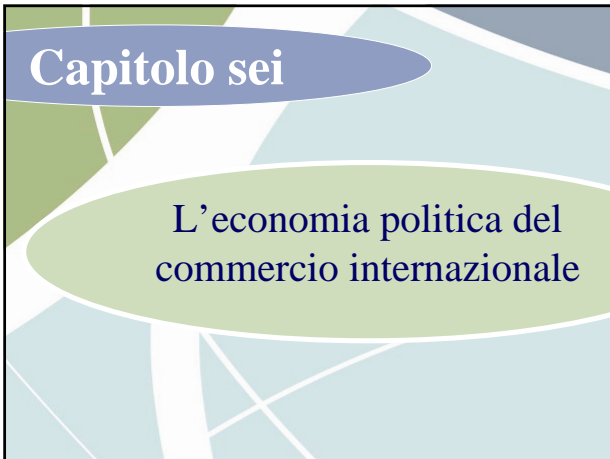 Capitolo sei
L’economia politica del
commercio internazionale